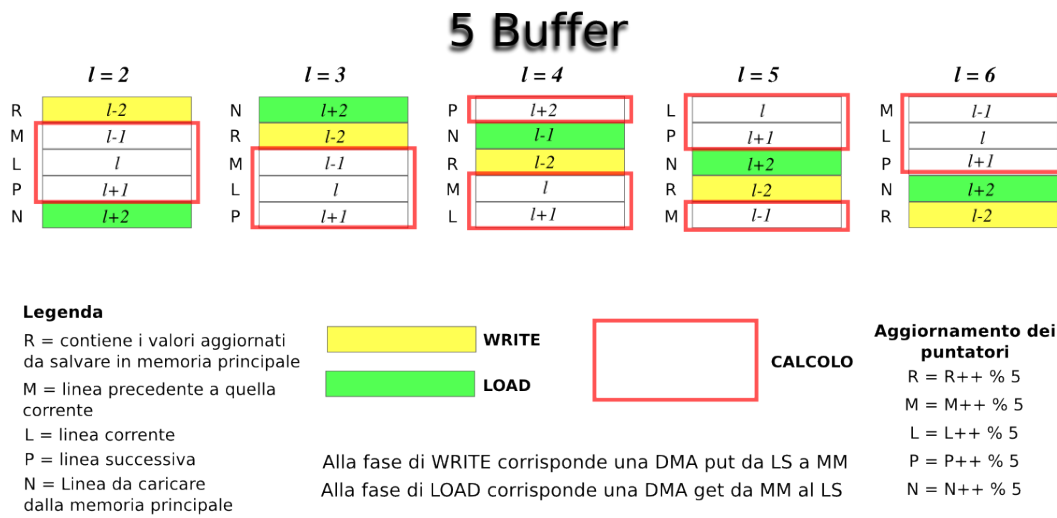 5 Buffer
l = 2
l = 3
l = 4
l = 5
l = 6
R l-2
M l-1
L l
P l+1
N l+2
N l+2
R l-2
M l-1
L l
P l+1
P l+2
N l-1
R l-2
M l
L l+1
L l
P l+1
N l+2
R l-2
M l-1
M l-1
L l
P l+1
N l+2
R l-2
Legenda
R = contiene i valori aggiornati
da salvare in memoria principale
M = linea precedente a quella
corrente
L = linea corrente
P = linea successiva
N = Linea da caricare
dalla memoria principale
WRITE
LOAD
CALCOLO
Alla fase di WRITE corrisponde una DMA put da LS a MM
Alla fase di LOAD corrisponde una DMA get da MM al LS
Aggiornamento dei
puntatori
R = R++ % 5
M = M++ % 5
L = L++ % 5
P = P++ % 5
N = N++ % 5